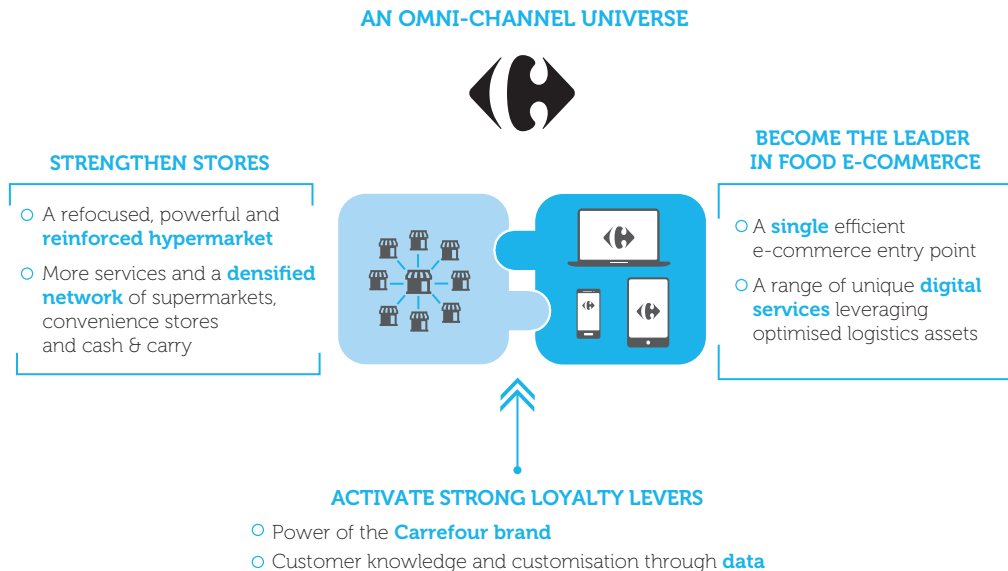 AN OMNI-CHANNEL UNIVERSE
STRENGTHEN STORES
A refocused, powerful and
reinforced hypermarket
More services and a densified
network of supermarkets,
convenience stores
and cash & carry
BECOME THE LEADER
IN FOOD E-COMMERCE
A single efficient
e-commerce entry point
A range of unique digital
services leveraging
optimised logistics assets
ACTIVATE STRONG LOYALTY LEVERS
Power of the Carrefour brand
Customer knowledge and customisation through data